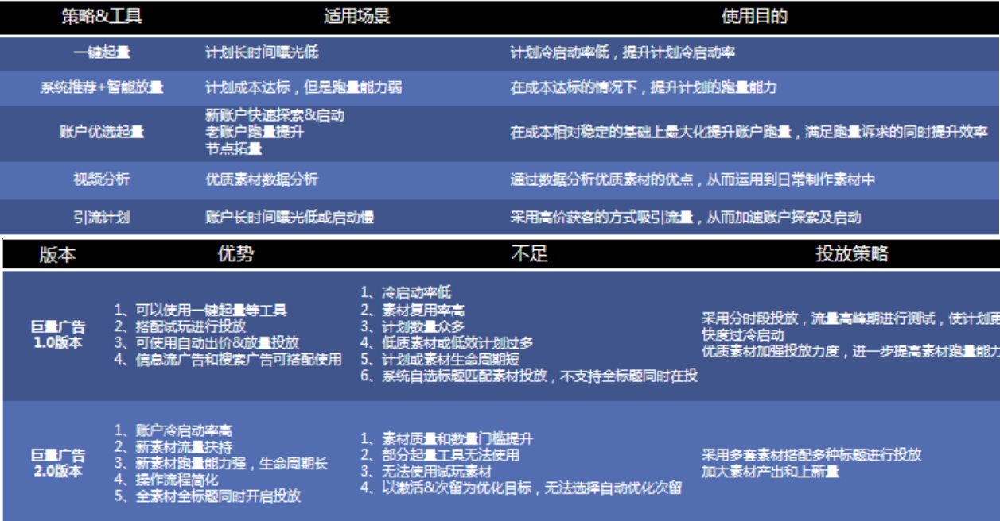 策略&工具 适用场景 使用目的
一键起量 计划长时间曝光低 计划冷启动率低，提升计划冷启动率
系统推荐+智能放量 计划成本达标，但是跑量能力弱 在成本达标的情况下，提升计划的跑量能力
账户优选起量 新账户快速探索&启动 在成本相对稳定的基础上最大化提升账户跑量，满足跑量诉求的同时提升效率
老账户跑量提升
节点拓量
视频分析 优质素材数据分析 通过数据分析优质素材的优点，从而运用到日常制作素材中
引流计划 账户长时间曝光低或启动慢 采用高价获客的方式吸引流量，从而加速账户探索及启动
版本 优势 不足 投放策略
巨量广告
1.0版本
1、可以使用一键起量等工具
2、搭配试玩进行投放
3、可使用自动出价&放量投放
4、信息流广告和搜索广告可搭配使用
1、冷启动率低
2、素材复用率高
3、计划数量众多
4、低质素材或低效计划过多
5、计划或素材生命周期短
6、系统自选标题匹配素材投放，不支持全标题同时在投
采用分时段投放，流量高峰期进行测试，使计划更
快度过冷启动
优质素材加强投放力度，进一步提高素材跑量能力
巨量广告
2.0版本
1、账户冷启动率高
2、新素材流量扶持
3、新素材跑量能力强，生命周期长
4、操作流程简化
5、全素材全标题同时开启投放
1、素材质量和数量门槛提升
2、部分起量工具无法使用
3、无法使用试玩素材
4、以激活&次留为优化目标，无法选择自动优化次留
采用多套素材搭配多种标题进行投放
加大素材产出和上新量